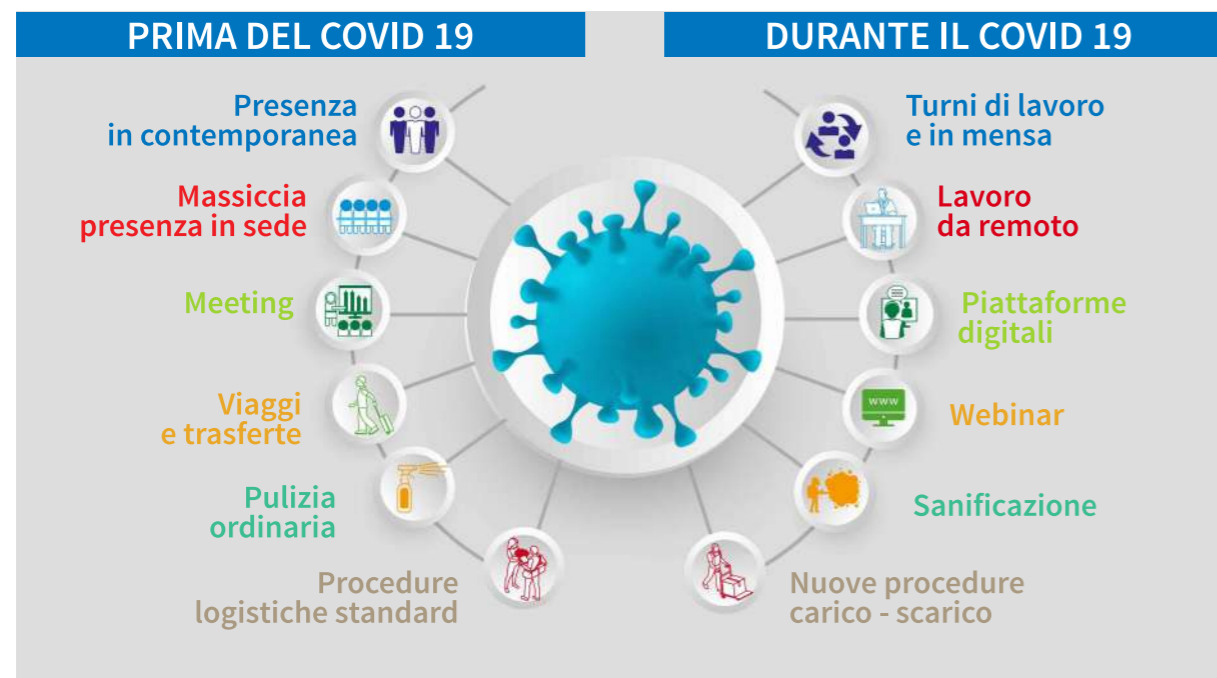 PRIMA DEL COVID 19
Presenza
in contemporanea
Massiccia
presenza in sede
Meeting
Viaggi
e trasferte
Pulizia
ordinaria
Procedure
logistiche standard
DURANTE IL COVID 19
Turni di lavoro
e in mensa
Lavoro
da remoto
Piattaforme
digitali
www
Webinar
Sanificazione
Nuove procedure
carico - scarico